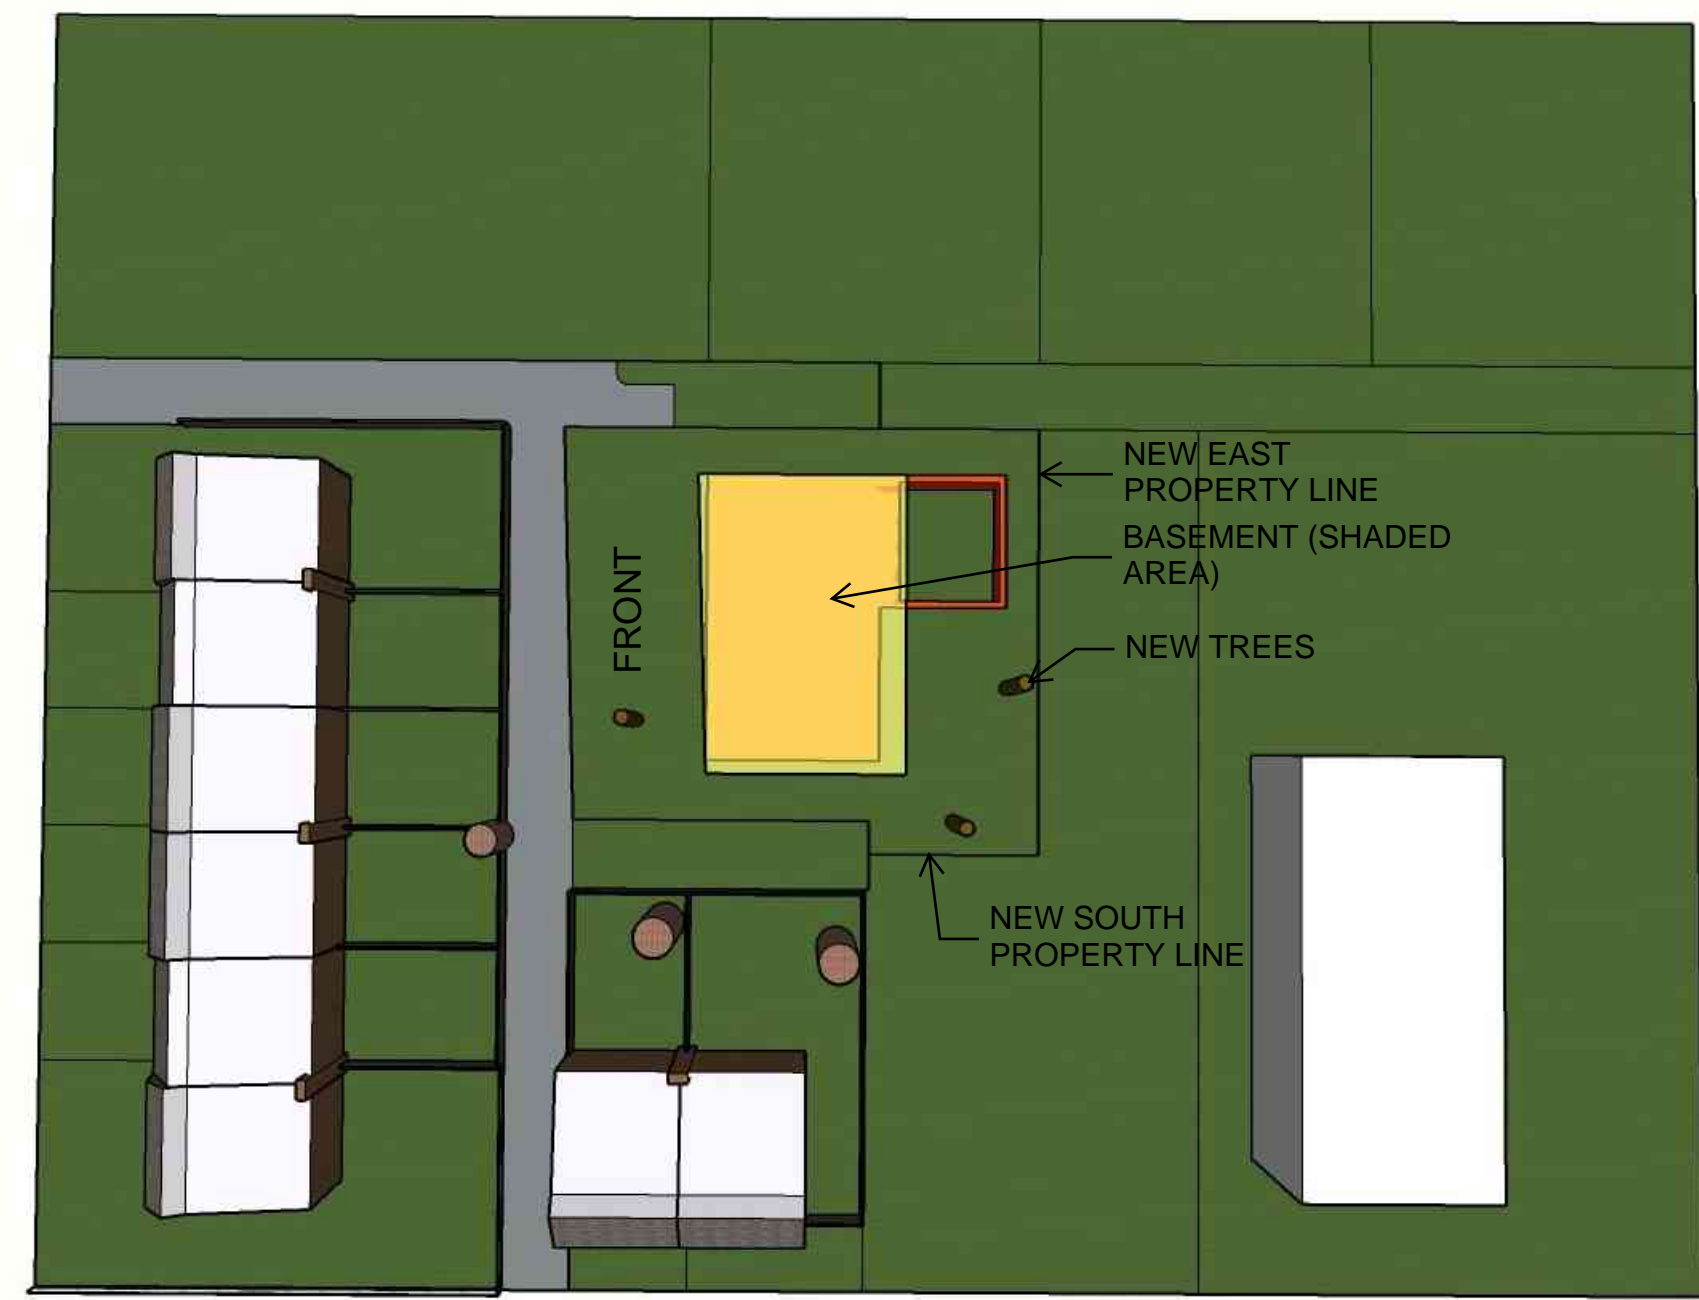 NEW EAST
PROPERTY LINE
BASEMENT (SHADED
AREA)
FRONT
NEW TREES
NEW SOUTH
PROPERTY LINE